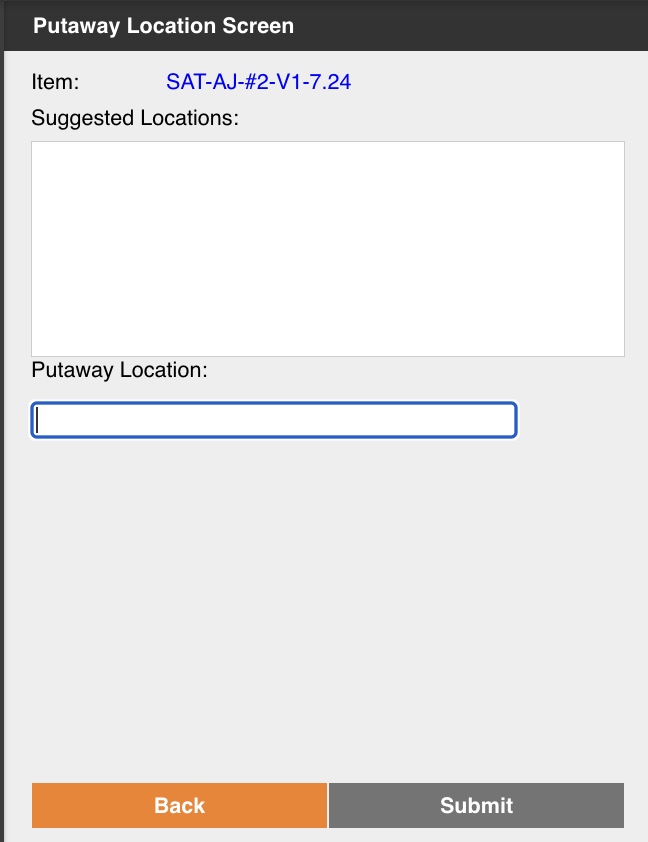 Putaway Location Screen
Item: SAT-AJ-#2-V1-7.24
Suggested Locations:
Putaway Location:
Back Submit